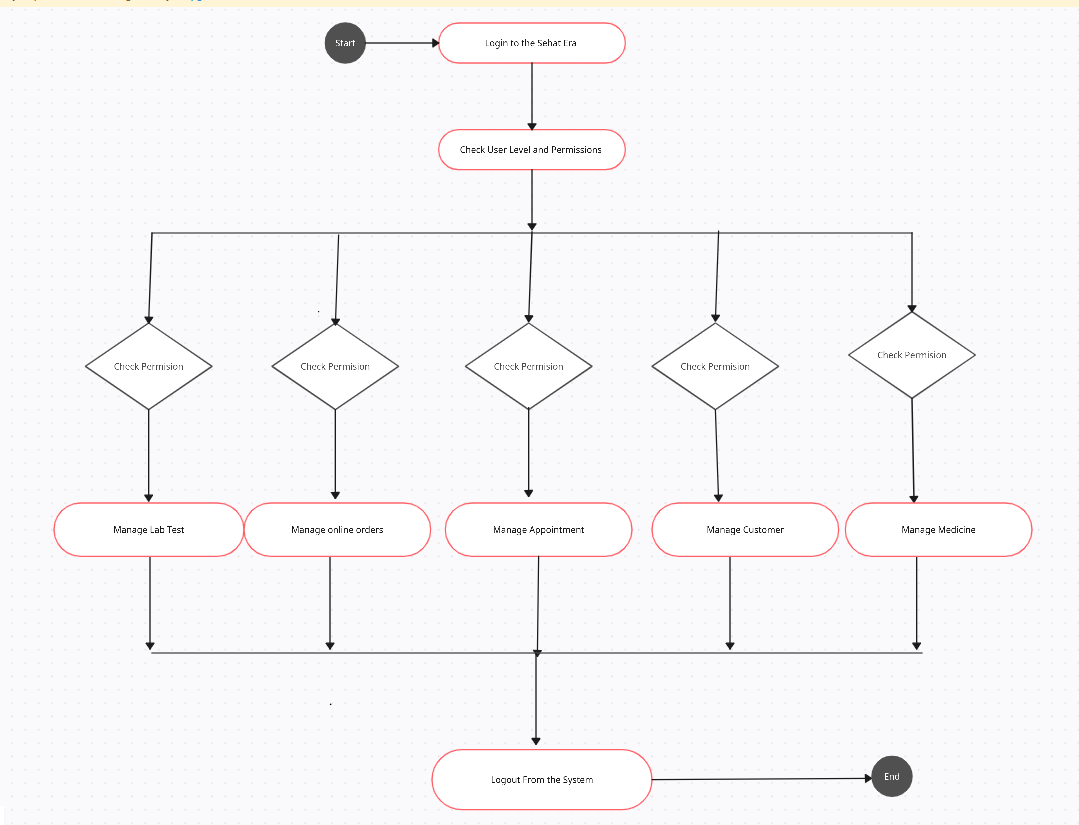 Start
Login to the Sehat Era
Check User Level and Permissions
Check Permision
Check Permision
Check Permision
Check Permision
Check Permision
Manage Lab Test
Manage online orders
Manage Appointment
Manage Customer
Manage Medicine
Logout From the System
End